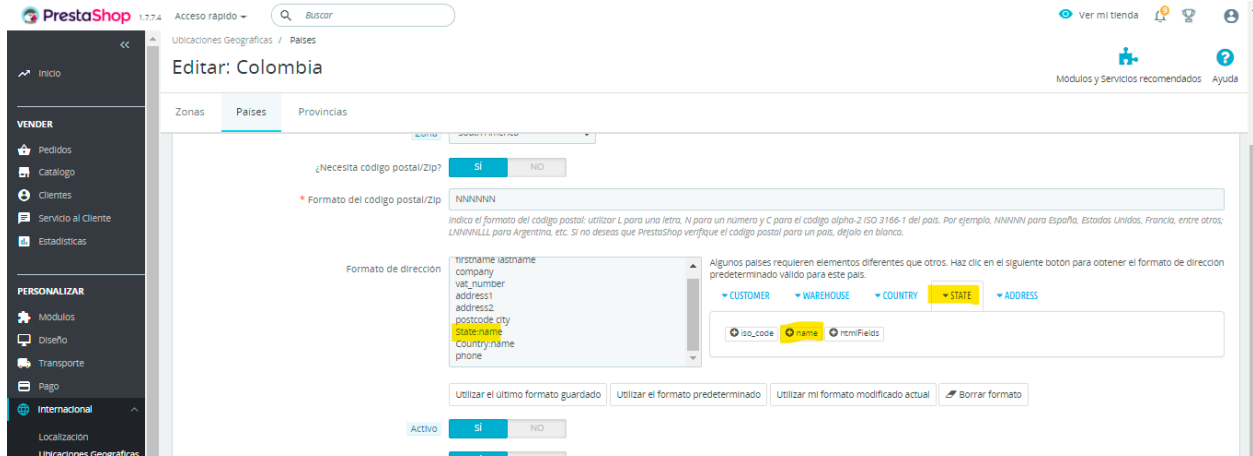 PrestaShop 1.7.7.4 Acceso rápido Buscar Ver mi tienda
Ubicaciones Geográficas / Países
Editar: Colombia
Módulos y Servicios recomendados Ayuda
Zonas Países Provincias
Inicio
VENDER
Pedidos
Catálogo
Clientes
Servicio al Cliente
Estadísticas
PERSONALIZAR
Módulos
Diseño
Transporte
Pago
Internacional
Localización
Ubicaciones Geográficas
Zona South America
¿Necesita código postal/Zip? SÍ NO
* Formato del código postal/Zip NNNNNN
Indica el formato del código postal: utilizar L para una letra, N para un número y C para el código alpha-2 ISO 3166-1 del país. Por ejemplo, NNNNN para España, Estados Unidos, Francia, entre otros;
LNNNNLLL para Argentina, etc. Si no deseas que PrestaShop verifique el código postal para un país, déjalo en blanco.
Formato de dirección
firstname lastname
company
vat_number
address1
address2
postcode city
State:name
Country:name
phone
Algunos países requieren elementos diferentes que otros. Haz clic en el siguiente botón para obtener el formato de dirección
predeterminado válido para este país.
CUSTOMER WAREHOUSE COUNTRY STATE ADDRESS
iso_code name htmlFields
Utilizar el último formato guardado Utilizar el formato predeterminado Utilizar mi formato modificado actual Borrar formato
Activo SÍ NO